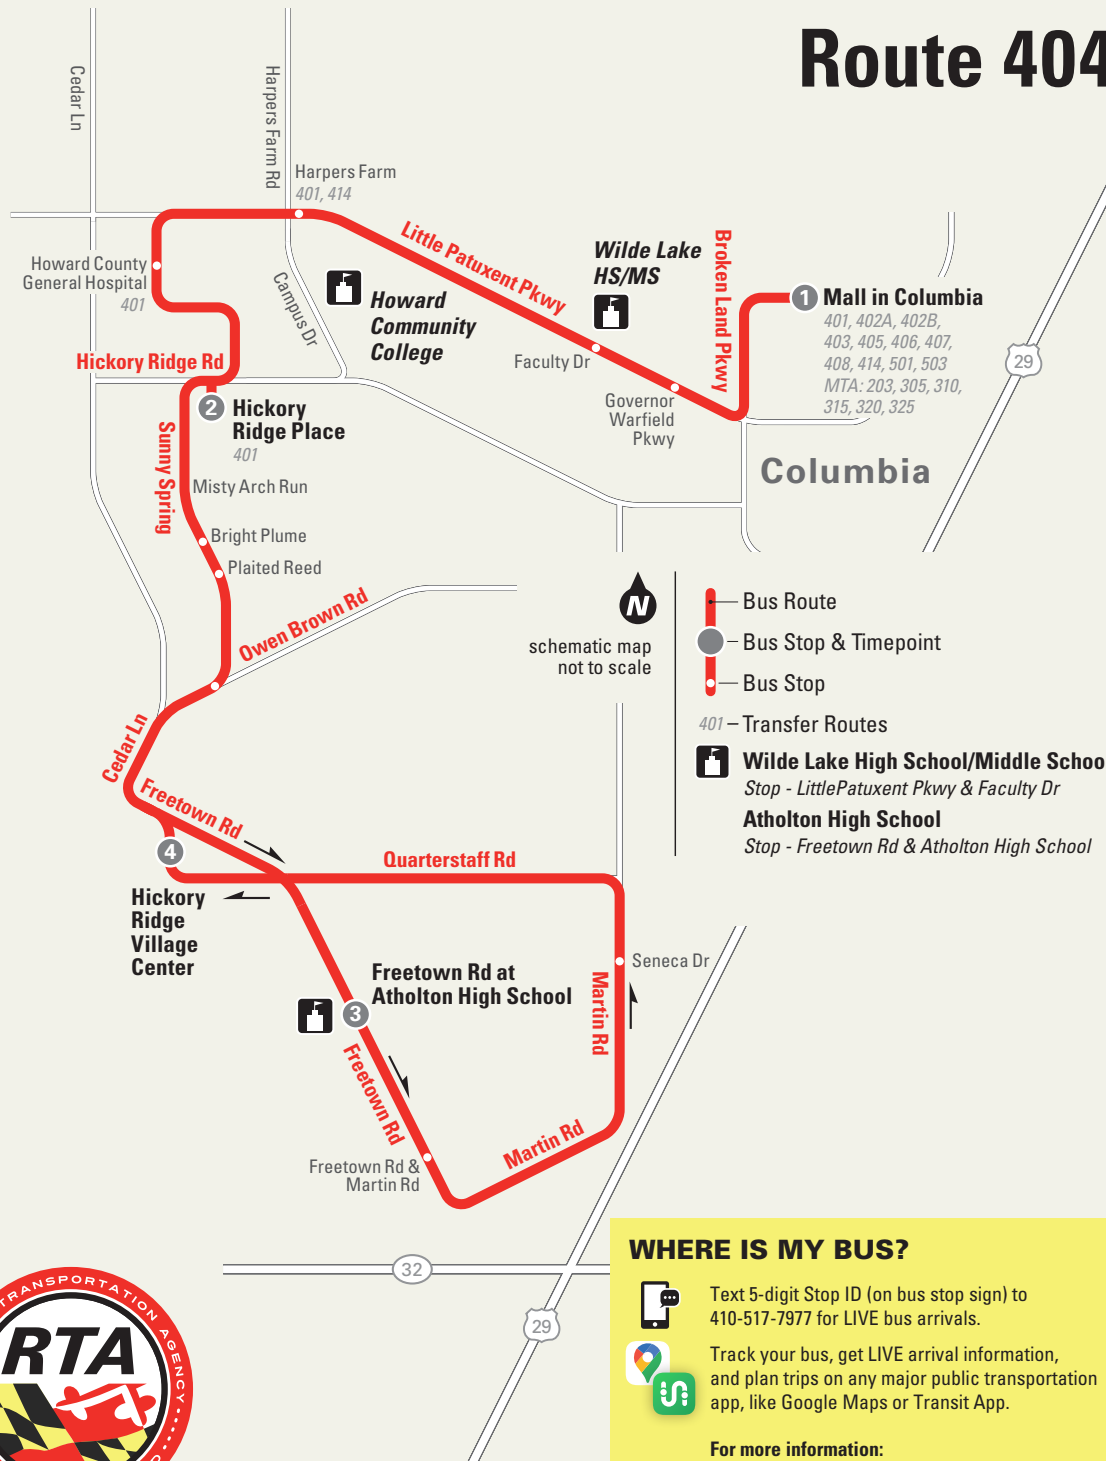 Route 404
Cedar Ln
Harpers Farm Rd
Harpers Farm
401, 414
Little Patuxent Pkwy
Wilde Lake
HS/MS
Broken Land Pkwy
1
Mall in Columbia
401, 402A, 402B,
403, 405, 406, 407,
408, 414, 501, 503
MTA: 203, 305, 310,
315, 320, 325
29
Howard County
General Hospital
401
Campus Dr
Howard
Community
College
Faculty Dr
Governor
Warfield
Pkwy
Hickory Ridge Rd
2
Hickory
Ridge Place
401
Columbia
Sunny Spring
Misty Arch Run
Bright Plume
Plaited Reed
Owen Brown Rd
N
schematic map
not to scale
Bus Route
Bus Stop & Timepoint
Bus Stop
401 – Transfer Routes
Wilde Lake High School/Middle Schoo
Stop - LittlePatuxent Pkwy & Faculty Dr
Atholton High School
Stop - Freetown Rd & Atholton High School
Cedar Ln
Freetown Rd
4
Quarterstaff Rd
Hickory
Ridge
Village
Center
Freetown Rd at
Atholton High School
3
Seneca Dr
Martin Rd
Freetown Rd
Martin Rd
Freetown Rd &
Martin Rd
32
29
TRANSPORTATION AGENCY
RTA
WHERE IS MY BUS?
Text 5-digit Stop ID (on bus stop sign) to
410-517-7977 for LIVE bus arrivals.
Track your bus, get LIVE arrival information,
and plan trips on any major public transportation
app, like Google Maps or Transit App.
For more information: